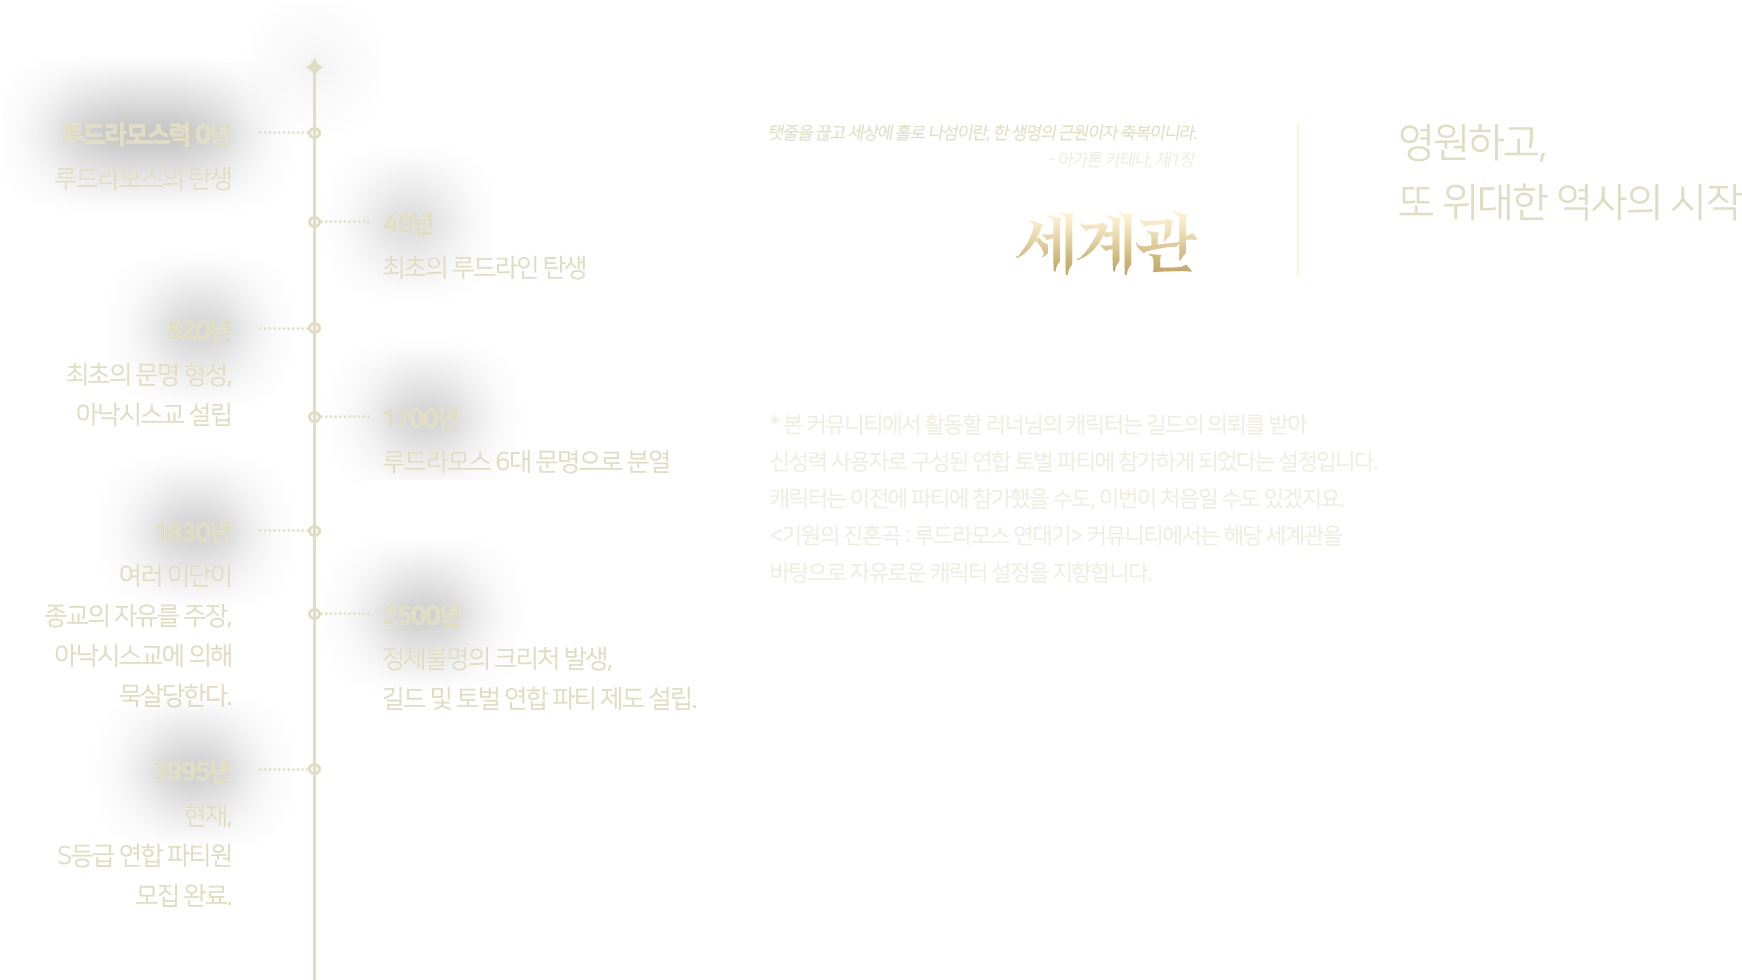 루드라모스력 0년
루드라모스의 탄생
40년
최초의 루드라인 탄생
820년
최초의 문명 형성,
아낙시스교 설립
1700년
루드라모스 6대 문명으로 분열
1830년
여러 이단이
종교의 자유를 주장,
아낙시스교에 의해
묵살당한다.
2500년
정체불명의 크리처 발생,
길드 및 토벌 연합 파티 제도 설립.
3995년
현재,
S등급 연합 파티원
모집 완료.
탯줄을 끊고 세상에 홀로 나섬이란, 한 생명의 근원이자 축복이니라.
- 아가톤 카테나, 제1장
세계관
영원하고,
또 위대한 역사의 시작
* 본 커뮤니티에서 활동할 러너님의 캐릭터는 길드의 의뢰를 받아
신성력 사용자로 구성된 연합 토벌 파티에 참가하게 되었다는 설정입니다.
캐릭터는 이전에 파티에 참가했을 수도, 이번이 처음일 수도 있겠지요.
<기원의 진혼곡 : 루드라모스 연대기> 커뮤니티에서는 해당 세계관을
바탕으로 자유로운 캐릭터 설정을 지향합니다.